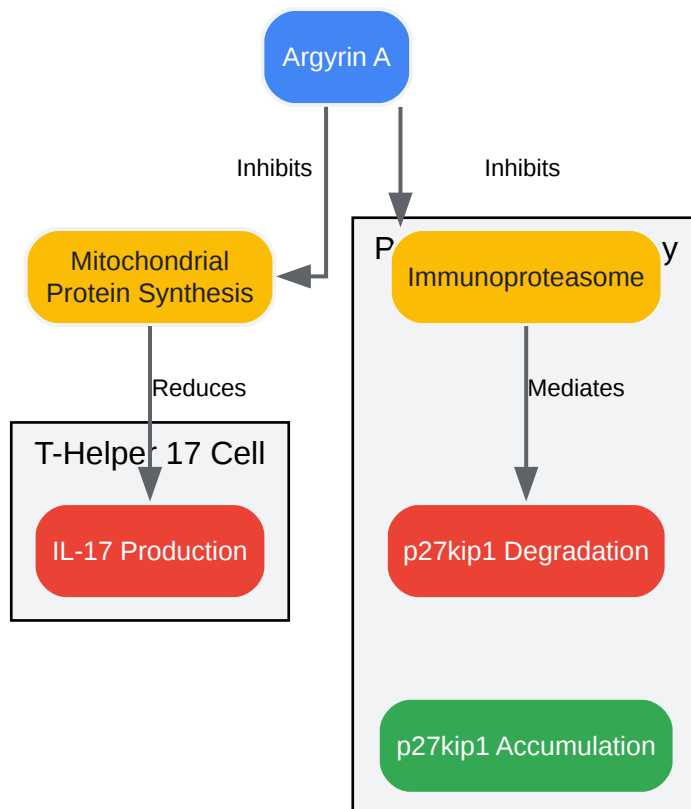 Argyrin A
Inhibits
Inhibits
Mitochondrial
Protein Synthesis
Immunoproteasome
Reduces
Mediates
T-Helper 17 Cell
IL-17 Production
p27kip1 Degradation
p27kip1 Accumulation